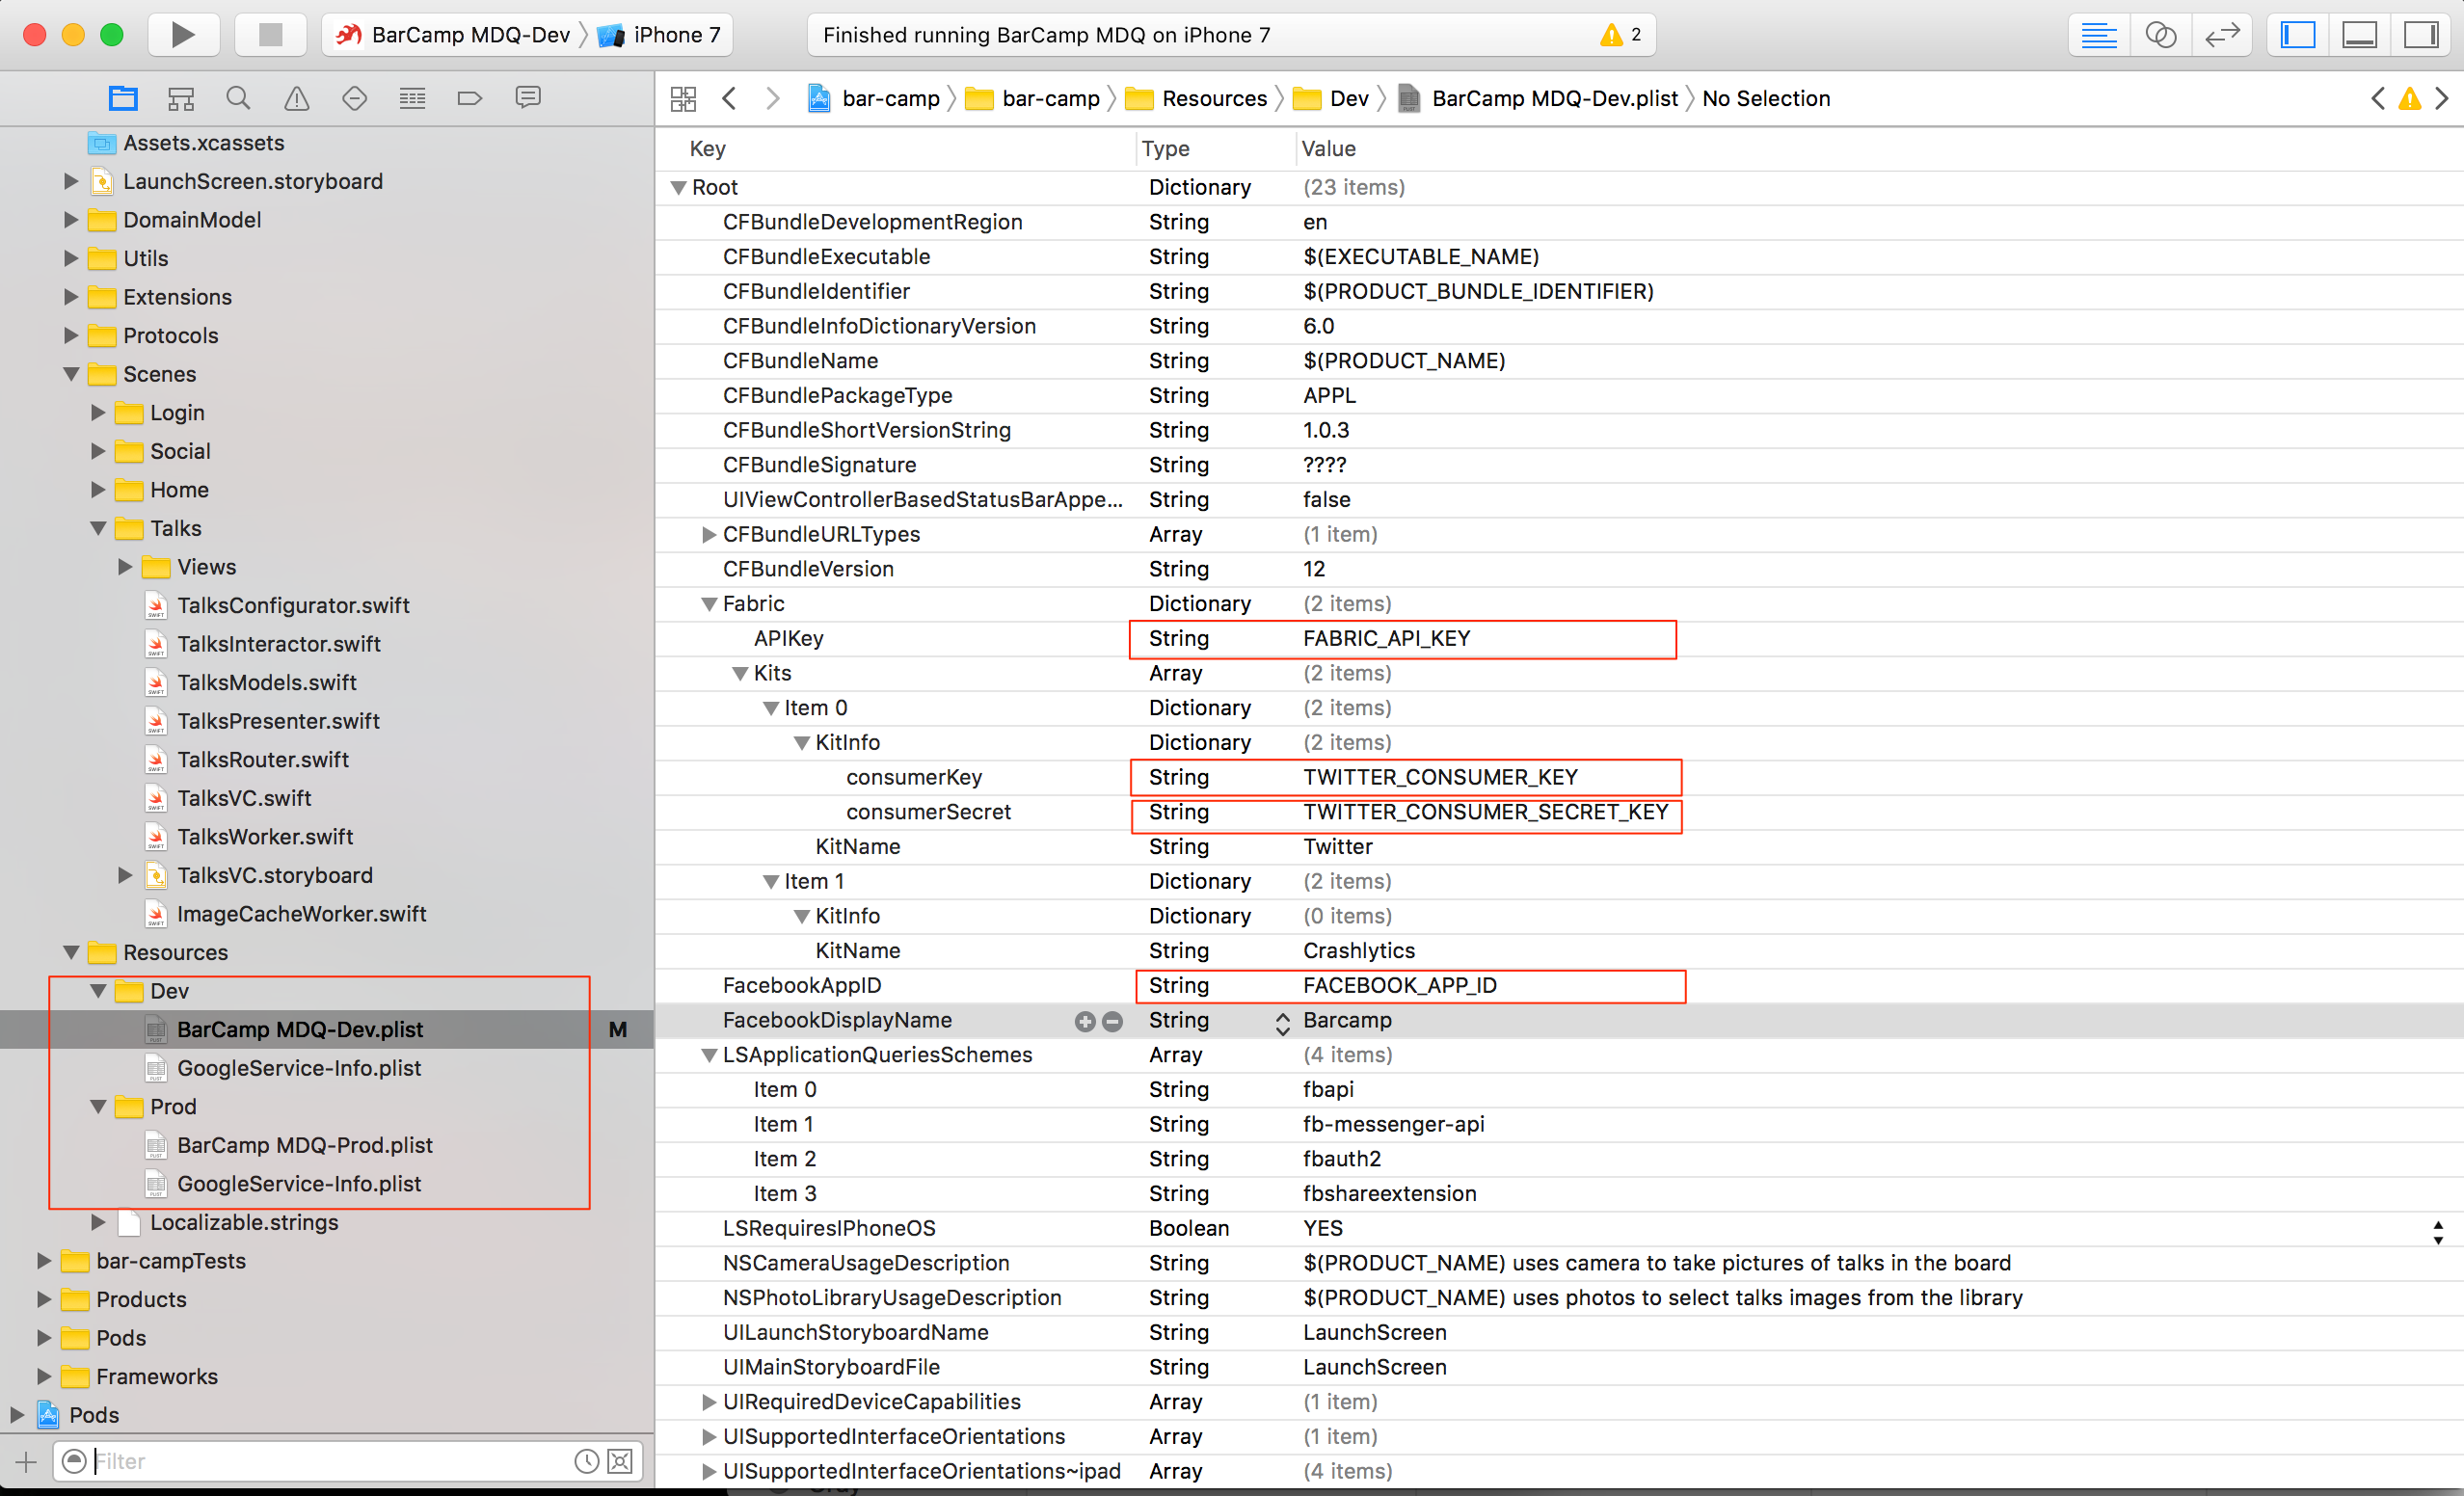 BarCamp MDQ-Dev iPhone 7
Finished running BarCamp MDQ on iPhone 7
2
bar-camp bar-camp Resources Dev BarCamp MDQ-Dev.plist No Selection
Assets.xcassets
LaunchScreen.storyboard
DomainModel
Utils
Extensions
Protocols
Scenes
Login
Social
Home
Talks
Views
TalksConfigurator.swift
TalksInteractor.swift
TalksModels.swift
TalksPresenter.swift
TalksRouter.swift
TalksVC.swift
TalksWorker.swift
TalksVC.storyboard
ImageCacheWorker.swift
Resources
Dev
BarCamp MDQ-Dev.plist M
GoogleService-Info.plist
Prod
BarCamp MDQ-Prod.plist
GoogleService-Info.plist
Localizable.strings
bar-campTests
Products
Pods
Frameworks
Pods
Filter
Key Type Value
Root Dictionary (23 items)
CFBundleDevelopmentRegion String en
CFBundleExecutable String $(EXECUTABLE_NAME)
CFBundleIdentifier String $(PRODUCT_BUNDLE_IDENTIFIER)
CFBundleInfoDictionaryVersion String 6.0
CFBundleName String $(PRODUCT_NAME)
CFBundlePackageType String APPL
CFBundleShortVersionString String 1.0.3
CFBundleSignature String ????
UIViewControllerBasedStatusBarAppe... String false
CFBundleURLTypes Array (1 item)
CFBundleVersion String 12
Fabric Dictionary (2 items)
APIKey String FABRIC_API_KEY
Kits Array (2 items)
Item 0 Dictionary (2 items)
KitInfo Dictionary (2 items)
consumerKey String TWITTER_CONSUMER_KEY
consumerSecret String TWITTER_CONSUMER_SECRET_KEY
KitName String Twitter
Item 1 Dictionary (2 items)
KitInfo Dictionary (0 items)
KitName String Crashlytics
FacebookAppID String FACEBOOK_APP_ID
FacebookDisplayName String Barcamp
LSApplicationQueriesSchemes Array (4 items)
Item 0 String fbapi
Item 1 String fb-messenger-api
Item 2 String fbauth2
Item 3 String fbshareextension
LSRequiresIPhoneOS Boolean YES
NSCameraUsageDescription String $(PRODUCT_NAME) uses camera to take pictures of talks in the board
NSPhotoLibraryUsageDescription String $(PRODUCT_NAME) uses photos to select talks images from the library
UILaunchStoryboardName String LaunchScreen
UIMainStoryboardFile String LaunchScreen
UIRequiredDeviceCapabilities Array (1 item)
UISupportedInterfaceOrientations Array (1 item)
UISupportedInterfaceOrientations~ipad Array (4 items)